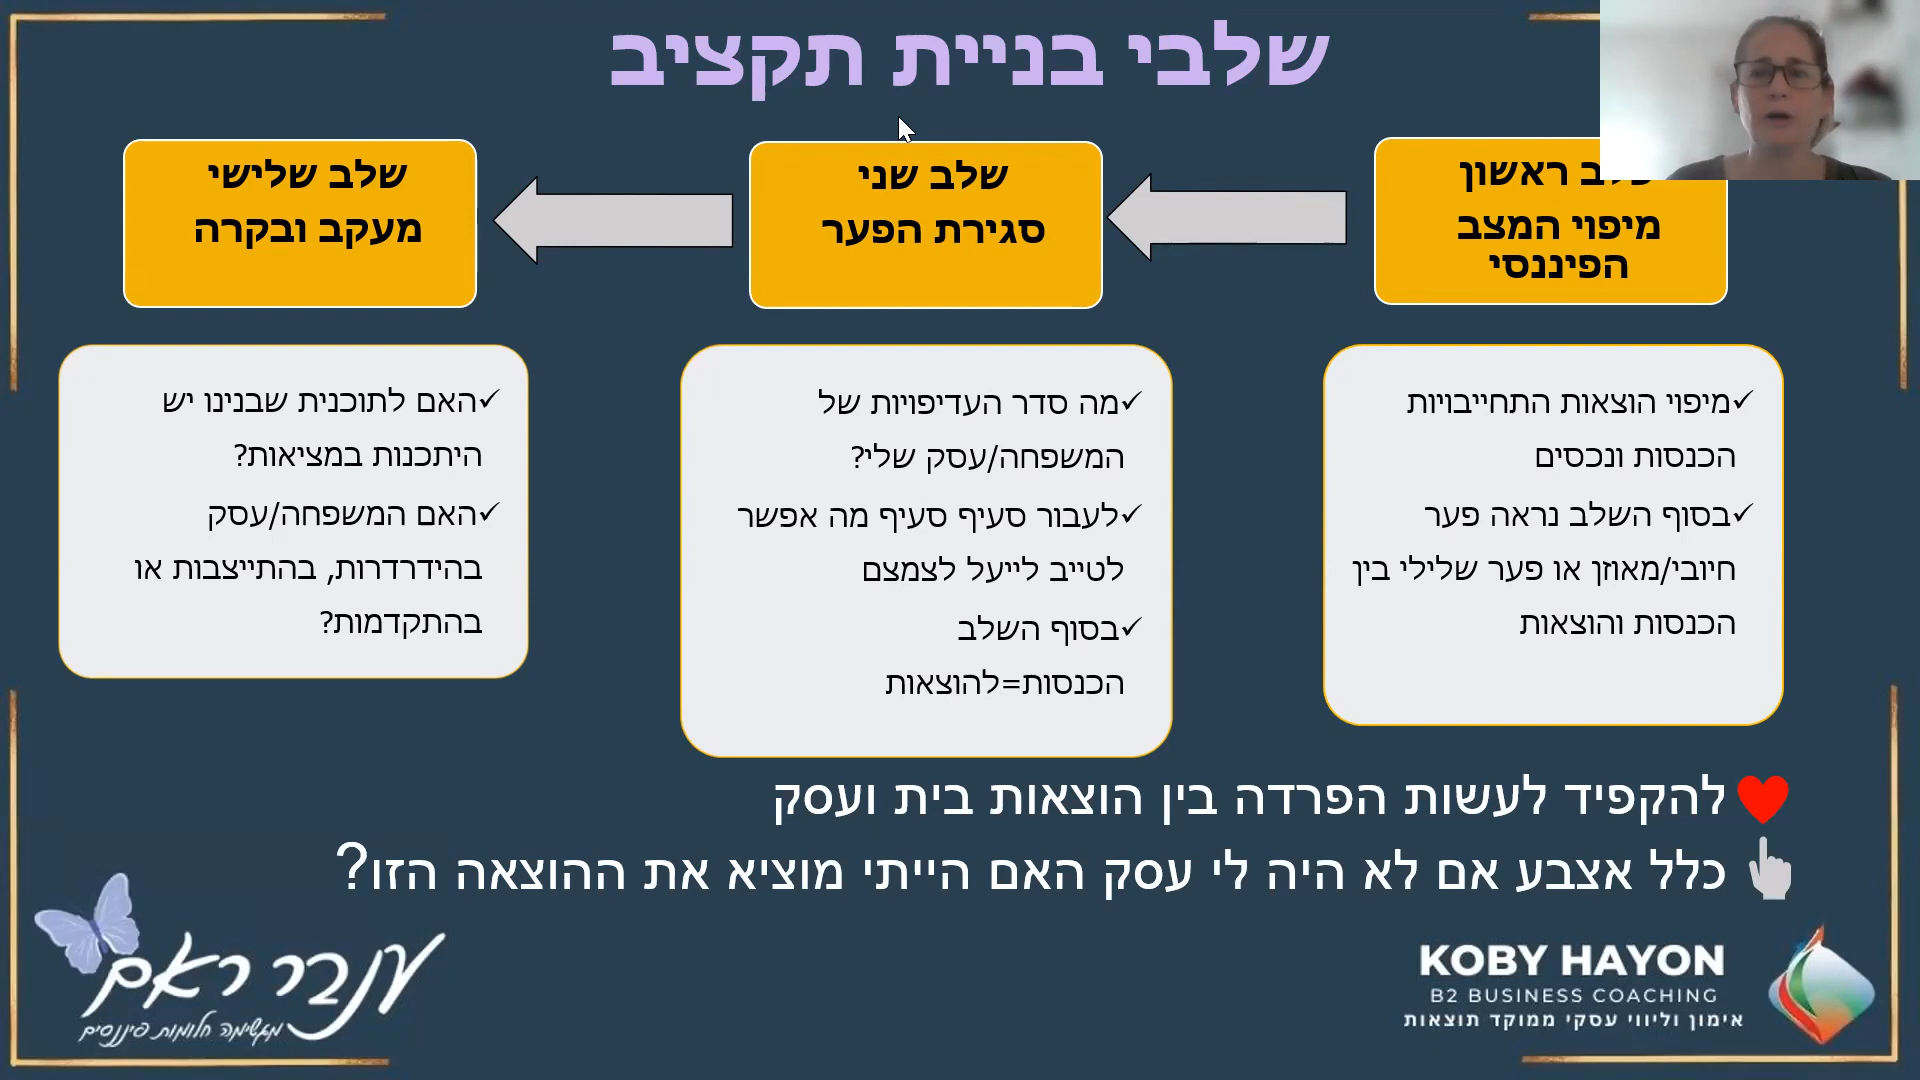 שלבי בניית תקציב
ראשון
מיפוי המצב
הפיננסי
שלב שני
סגירת הפער
שלב שלישי
מעקב ובקרה
✓מיפוי הוצאות התחייבויות
הכנסות ונכסים
✓בסוף השלב נראה פער
חיובי/מאוזן או פער שלילי בין
הכנסות והוצאות
✓מה סדר העדיפויות של
המשפחה/עסק שלי?
✓לעבור סעיף סעיף מה אפשר
לטייב לייעל לצמצם
✓בסוף השלב
הכנסות=להוצאות
✓האם לתוכנית שבנינו יש
היתכנות במציאות?
✓האם המשפחה/עסק
בהידרדרות, בהתייצבות או
בהתקדמות?
להקפיד לעשות הפרדה בין הוצאות בית ועסק
כלל אצבע אם לא היה לי עסק האם הייתי מוציא את ההוצאה הזו?
KOBY HAYON
B2 BUSINESS COACHING
אימון וליווי עסקי ממוקד תוצאות
ענבר ראם
מגשימה חלומות פיננסים